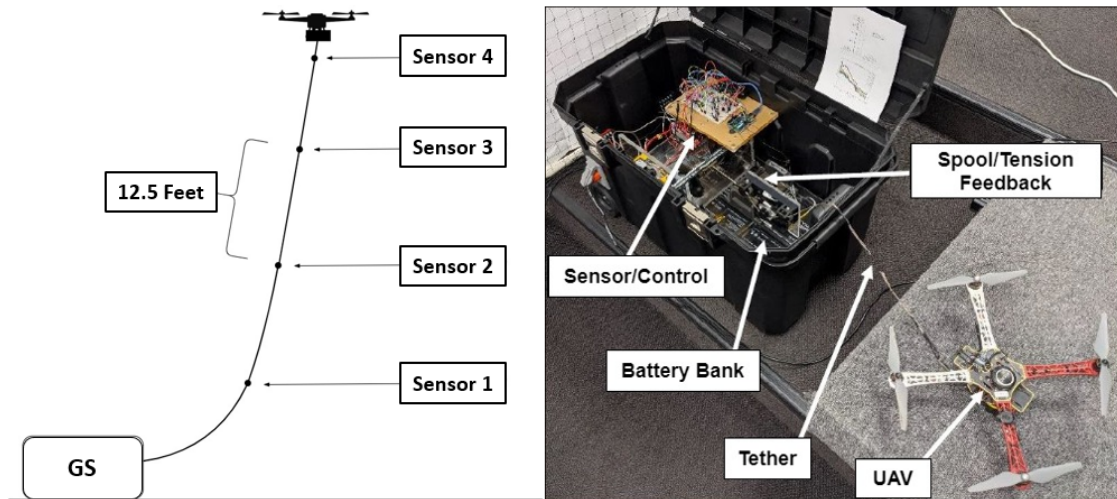 Sensor 4
Sensor 3
12.5 Feet
Sensor 2
Sensor 1
GS
Spool/Tension
Feedback
Sensor/Control
Battery Bank
Tether
UAV